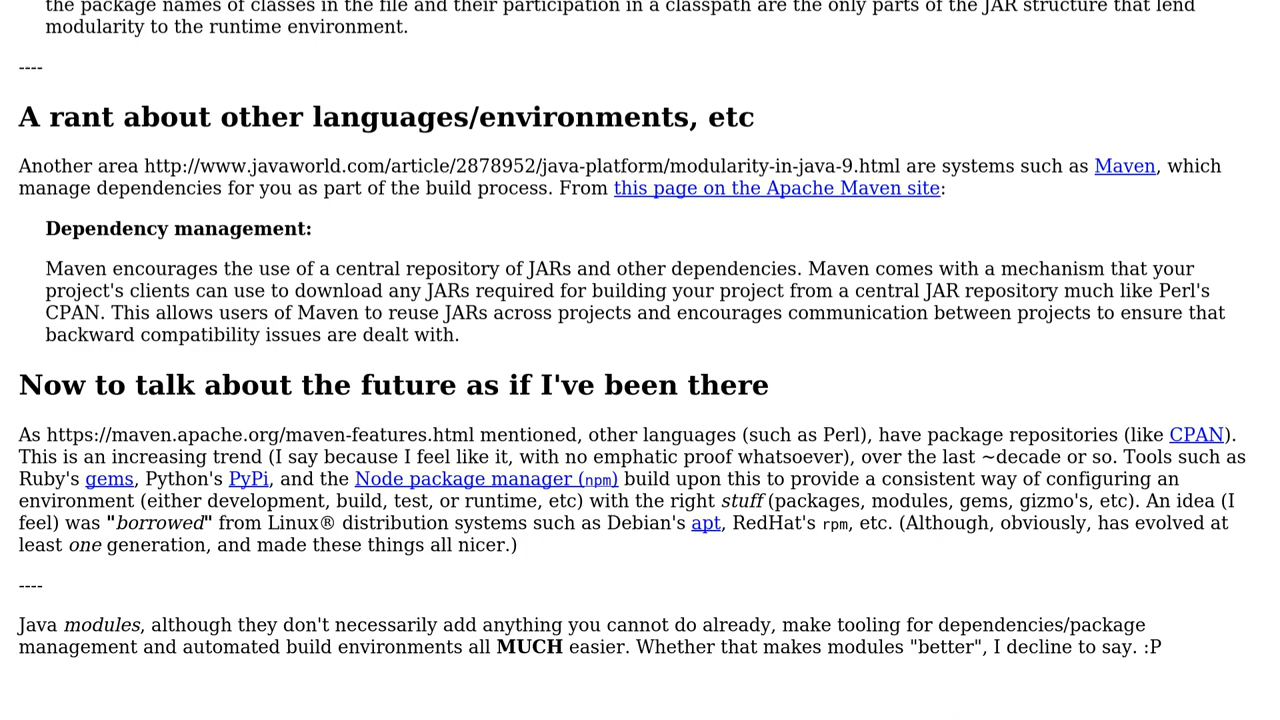 the package names of classes in the file and their participation in a classpath are the only parts of the JAR structure that lend
modularity to the runtime environment.
----
A rant about other languages/environments, etc
Another area http://www.javaworld.com/article/2878952/java-platform/modularity-in-java-9.html are systems such as Maven, which
manage dependencies for you as part of the build process. From this page on the Apache Maven site:
Dependency management:
Maven encourages the use of a central repository of JARs and other dependencies. Maven comes with a mechanism that your
project's clients can use to download any JARs required for building your project from a central JAR repository much like Perl's
CPAN. This allows users of Maven to reuse JARs across projects and encourages communication between projects to ensure that
backward compatibility issues are dealt with.
Now to talk about the future as if I've been there
As https://maven.apache.org/maven-features.html mentioned, other languages (such as Perl), have package repositories (like CPAN).
This is an increasing trend (I say because I feel like it, with no emphatic proof whatsoever), over the last ~decade or so. Tools such as
Ruby's gems, Python's PyPi, and the Node package manager (npm) build upon this to provide a consistent way of configuring an
environment (either development, build, test, or runtime, etc) with the right stuff (packages, modules, gems, gizmo's, etc). An idea (I
feel) was "borrowed" from Linux® distribution systems such as Debian's apt, RedHat's rpm, etc. (Although, obviously, has evolved at
least one generation, and made these things all nicer.)
----
Java modules, although they don't necessarily add anything you cannot do already, make tooling for dependencies/package
management and automated build environments all MUCH easier. Whether that makes modules "better", I decline to say. :P